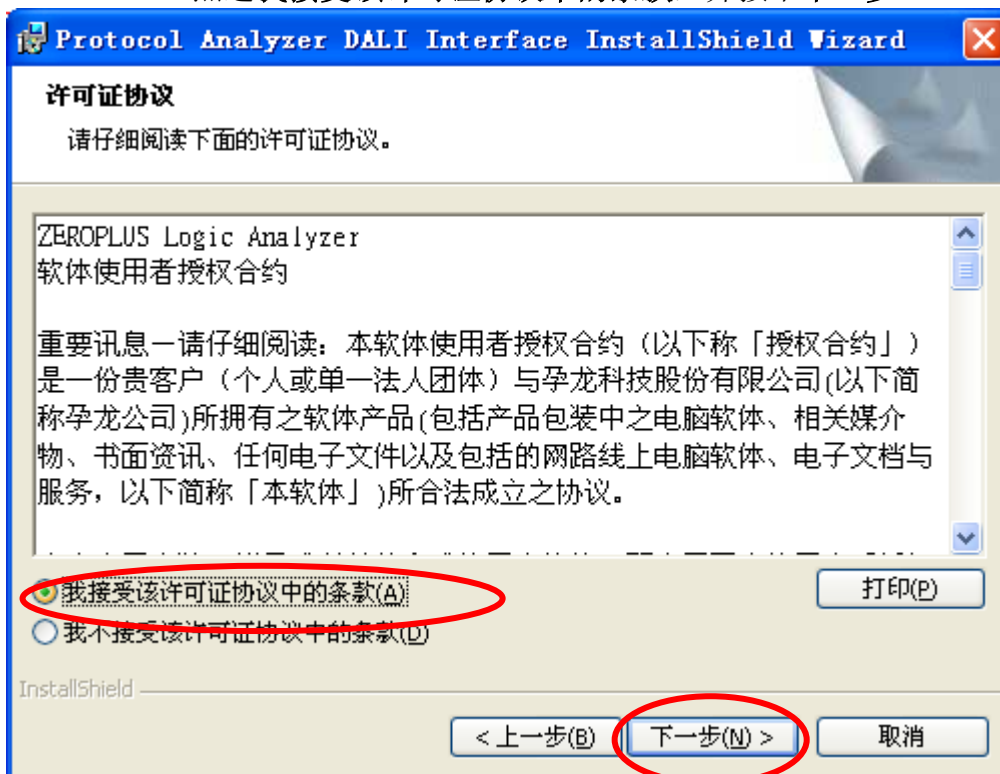 Protocol Analyzer DALI Interface InstallShield Wizard
许可证协议
请仔细阅读下面的许可证协议。
ZEROPLUS Logic Analyzer
软体使用者授权合约
重要讯息—请仔细阅读：本软体使用者授权合约（以下称「授权合约」）
是一份贵客户（个人或单一法人团体）与孕龙科技股份有限公司(以下简
称孕龙公司)所拥有之软体产品(包括产品包装中之电脑软体、相关媒介
物、书面资讯、任何电子文件以及包括的网路线上电脑软体、电子文档与
服务，以下简称「本软体」)所合法成立之协议。
我接受该许可证协议中的条款(A)
打印(P)
我不接受该许可证协议中的条款(D)
InstallShield
< 上一步(B)
下一步(N) >
取消